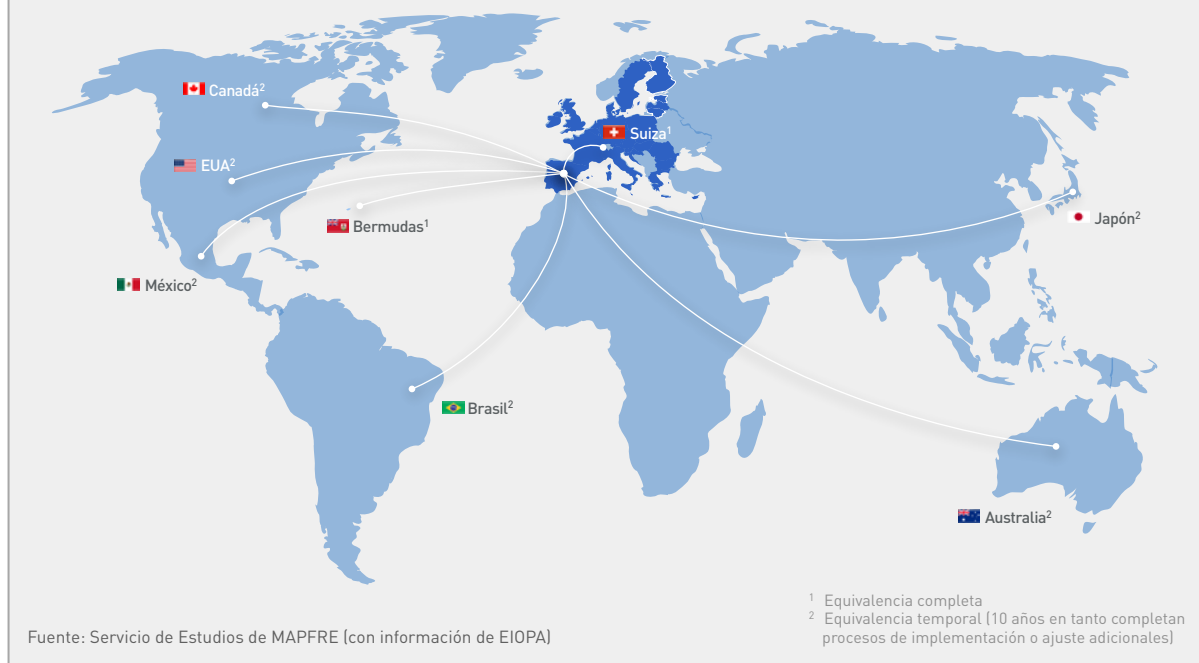 Canadá²
Suiza¹
EUA²
Bermudas¹
Japón²
México²
Brasil²
Australia²
¹ Equivalencia completa
² Equivalencia temporal (10 años en tanto completan
procesos de implementación o ajuste adicionales)
Fuente: Servicio de Estudios de MAPFRE (con información de EIOPA)